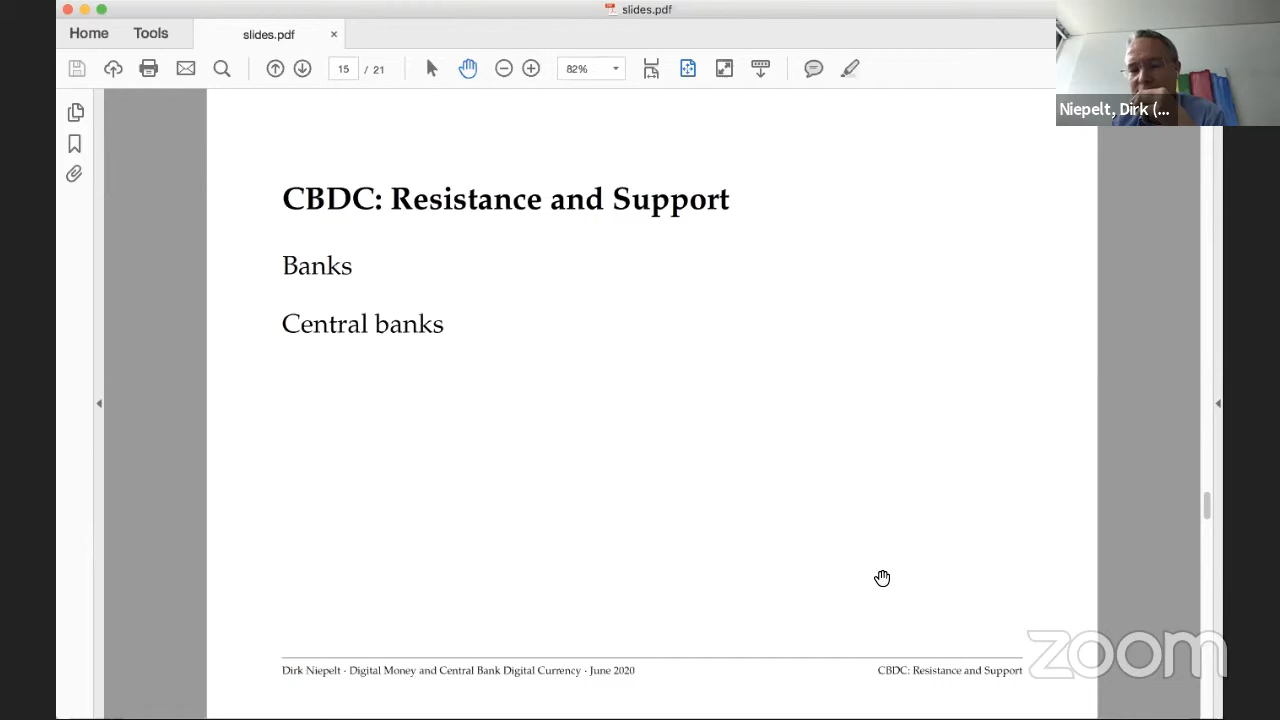 slides.pdf
Home
Tools
slides.pdf
×
15 / 21
82%
Niepelt, Dirk (...
CBDC: Resistance and Support
Banks
Central banks
Dirk Niepelt · Digital Money and Central Bank Digital Currency · June 2020
CBDC: Resistance and Support
zoom